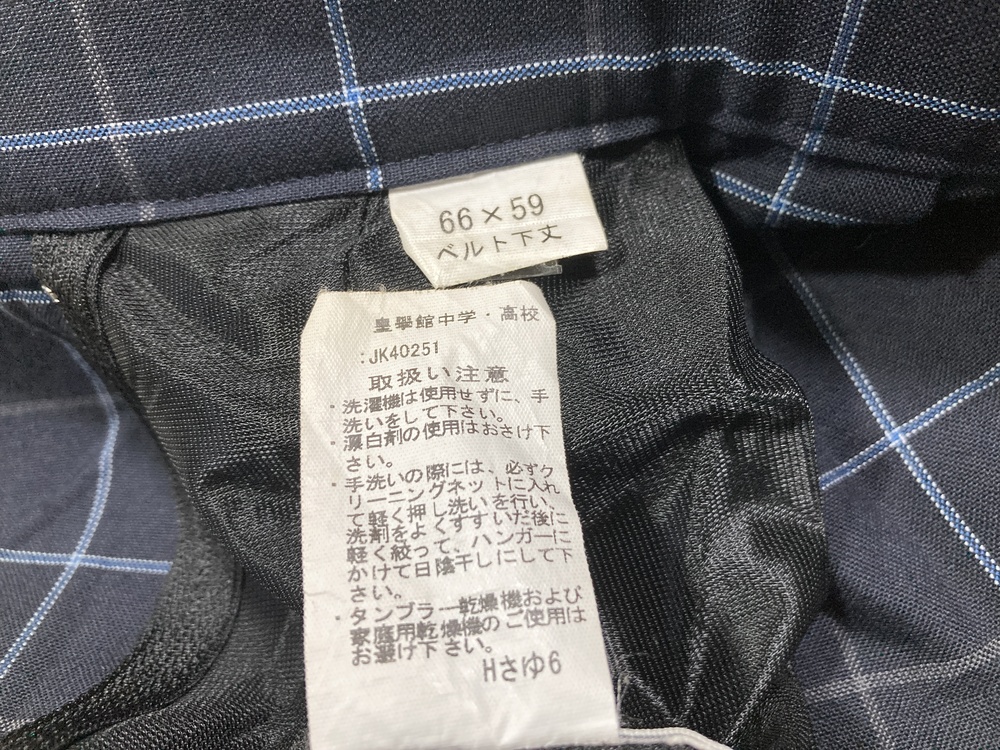 66×59
ベルト下丈
皇學館中学・高校
:JK40251
取扱い注意
・洗濯機は使用せずに、手
洗いをして下さい。
・漂白剤の使用はおさけ下
さい。
・手洗いの際には、必ずク
リーニングネットに入れ
て軽く押し洗いを行い、
洗剤をよくすすいだ後に
軽く絞って、ハンガーに
かけて日陰干しにして下
さい。
・タンブラー乾燥機および
家庭用乾燥機のご使用は
お避け下さい。
Hさゆ6